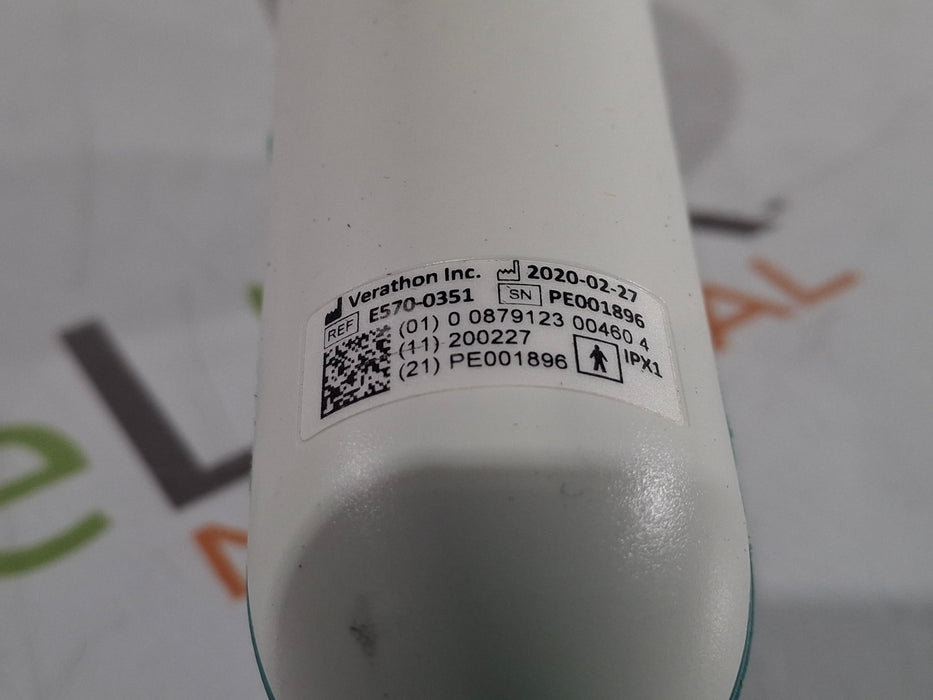 Verathon Inc. 2020-02-27
REF E570-0351 SN PE001896
(01) 0 0879123 00460 4
(11) 200227
(21) PE001896 IPX1